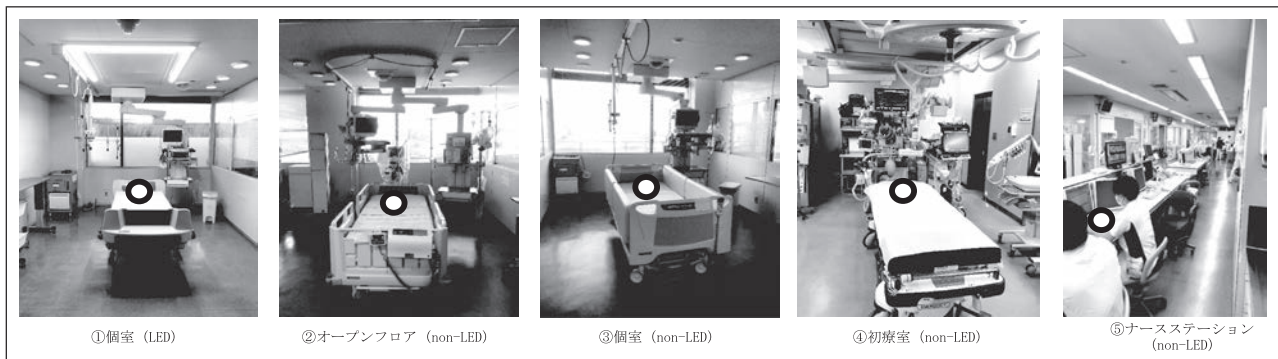 ①個室 (LED)
②オープンフロア (non-LED)
③個室 (non-LED)
④初療室 (non-LED)
⑤ナースステーション
(non-LED)